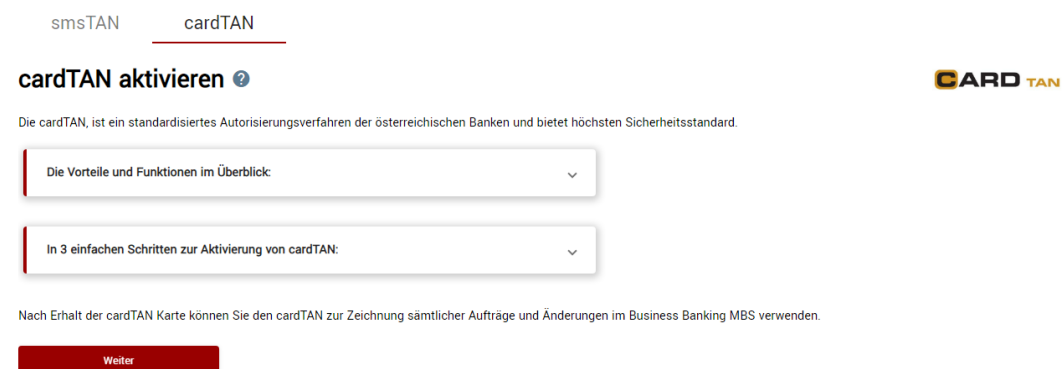 smsTAN cardTAN
cardTAN aktivieren ?
CARD TAN
Die cardTAN, ist ein standardisiertes Autorisierungsverfahren der österreichischen Banken und bietet höchsten Sicherheitsstandard.
Die Vorteile und Funktionen im Überblick:
In 3 einfachen Schritten zur Aktivierung von cardTAN:
Nach Erhalt der cardTAN Karte können Sie den cardTAN zur Zeichnung sämtlicher Aufträge und Änderungen im Business Banking MBS verwenden.
Weiter